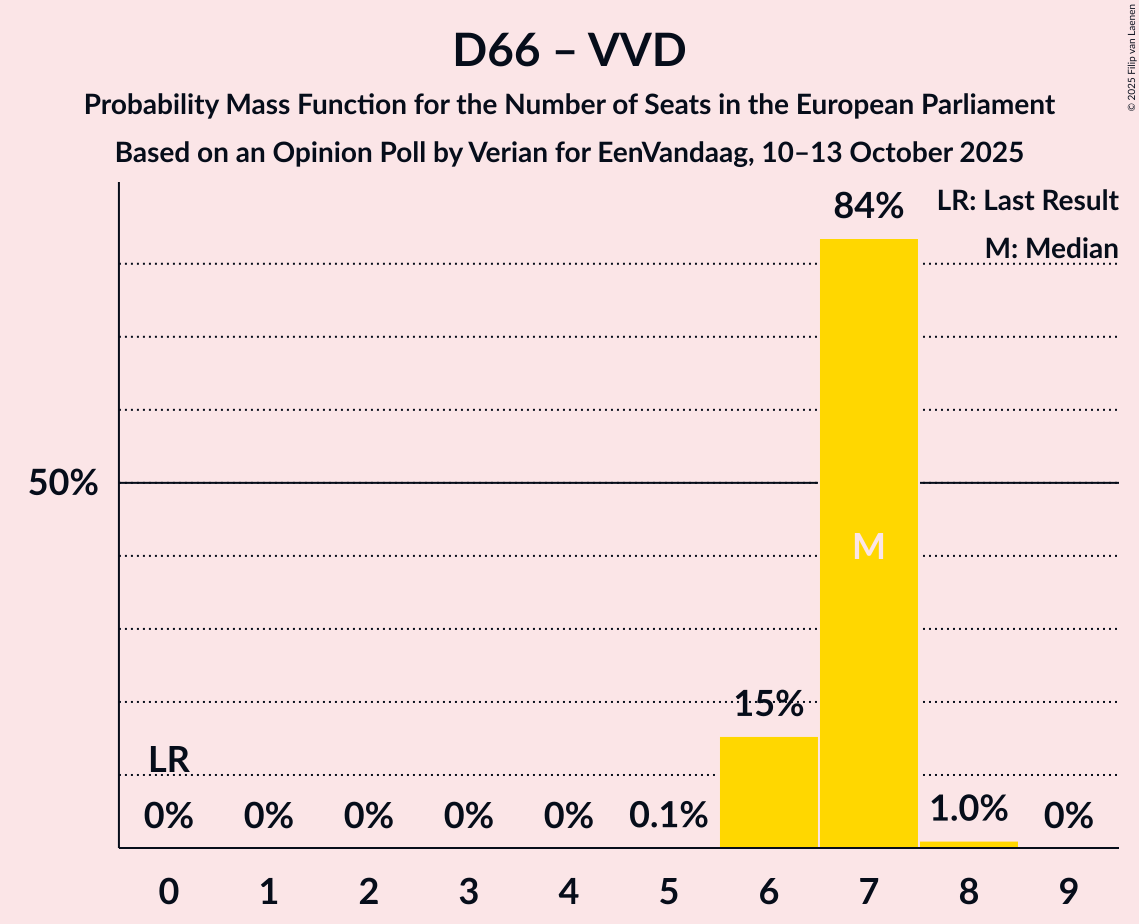 D66 – VVD
Probability Mass Function for the Number of Seats in the European Parliament
Based on an Opinion Poll by Verian for EenVandaag, 10–13 October 2025
© 2025 Filip van Laenen
LR: Last Result
M: Median
84%
50%
M
15%
LR
0% 0% 0% 0% 0% 0.1% 1.0% 0%
0 1 2 3 4 5 6 7 8 9